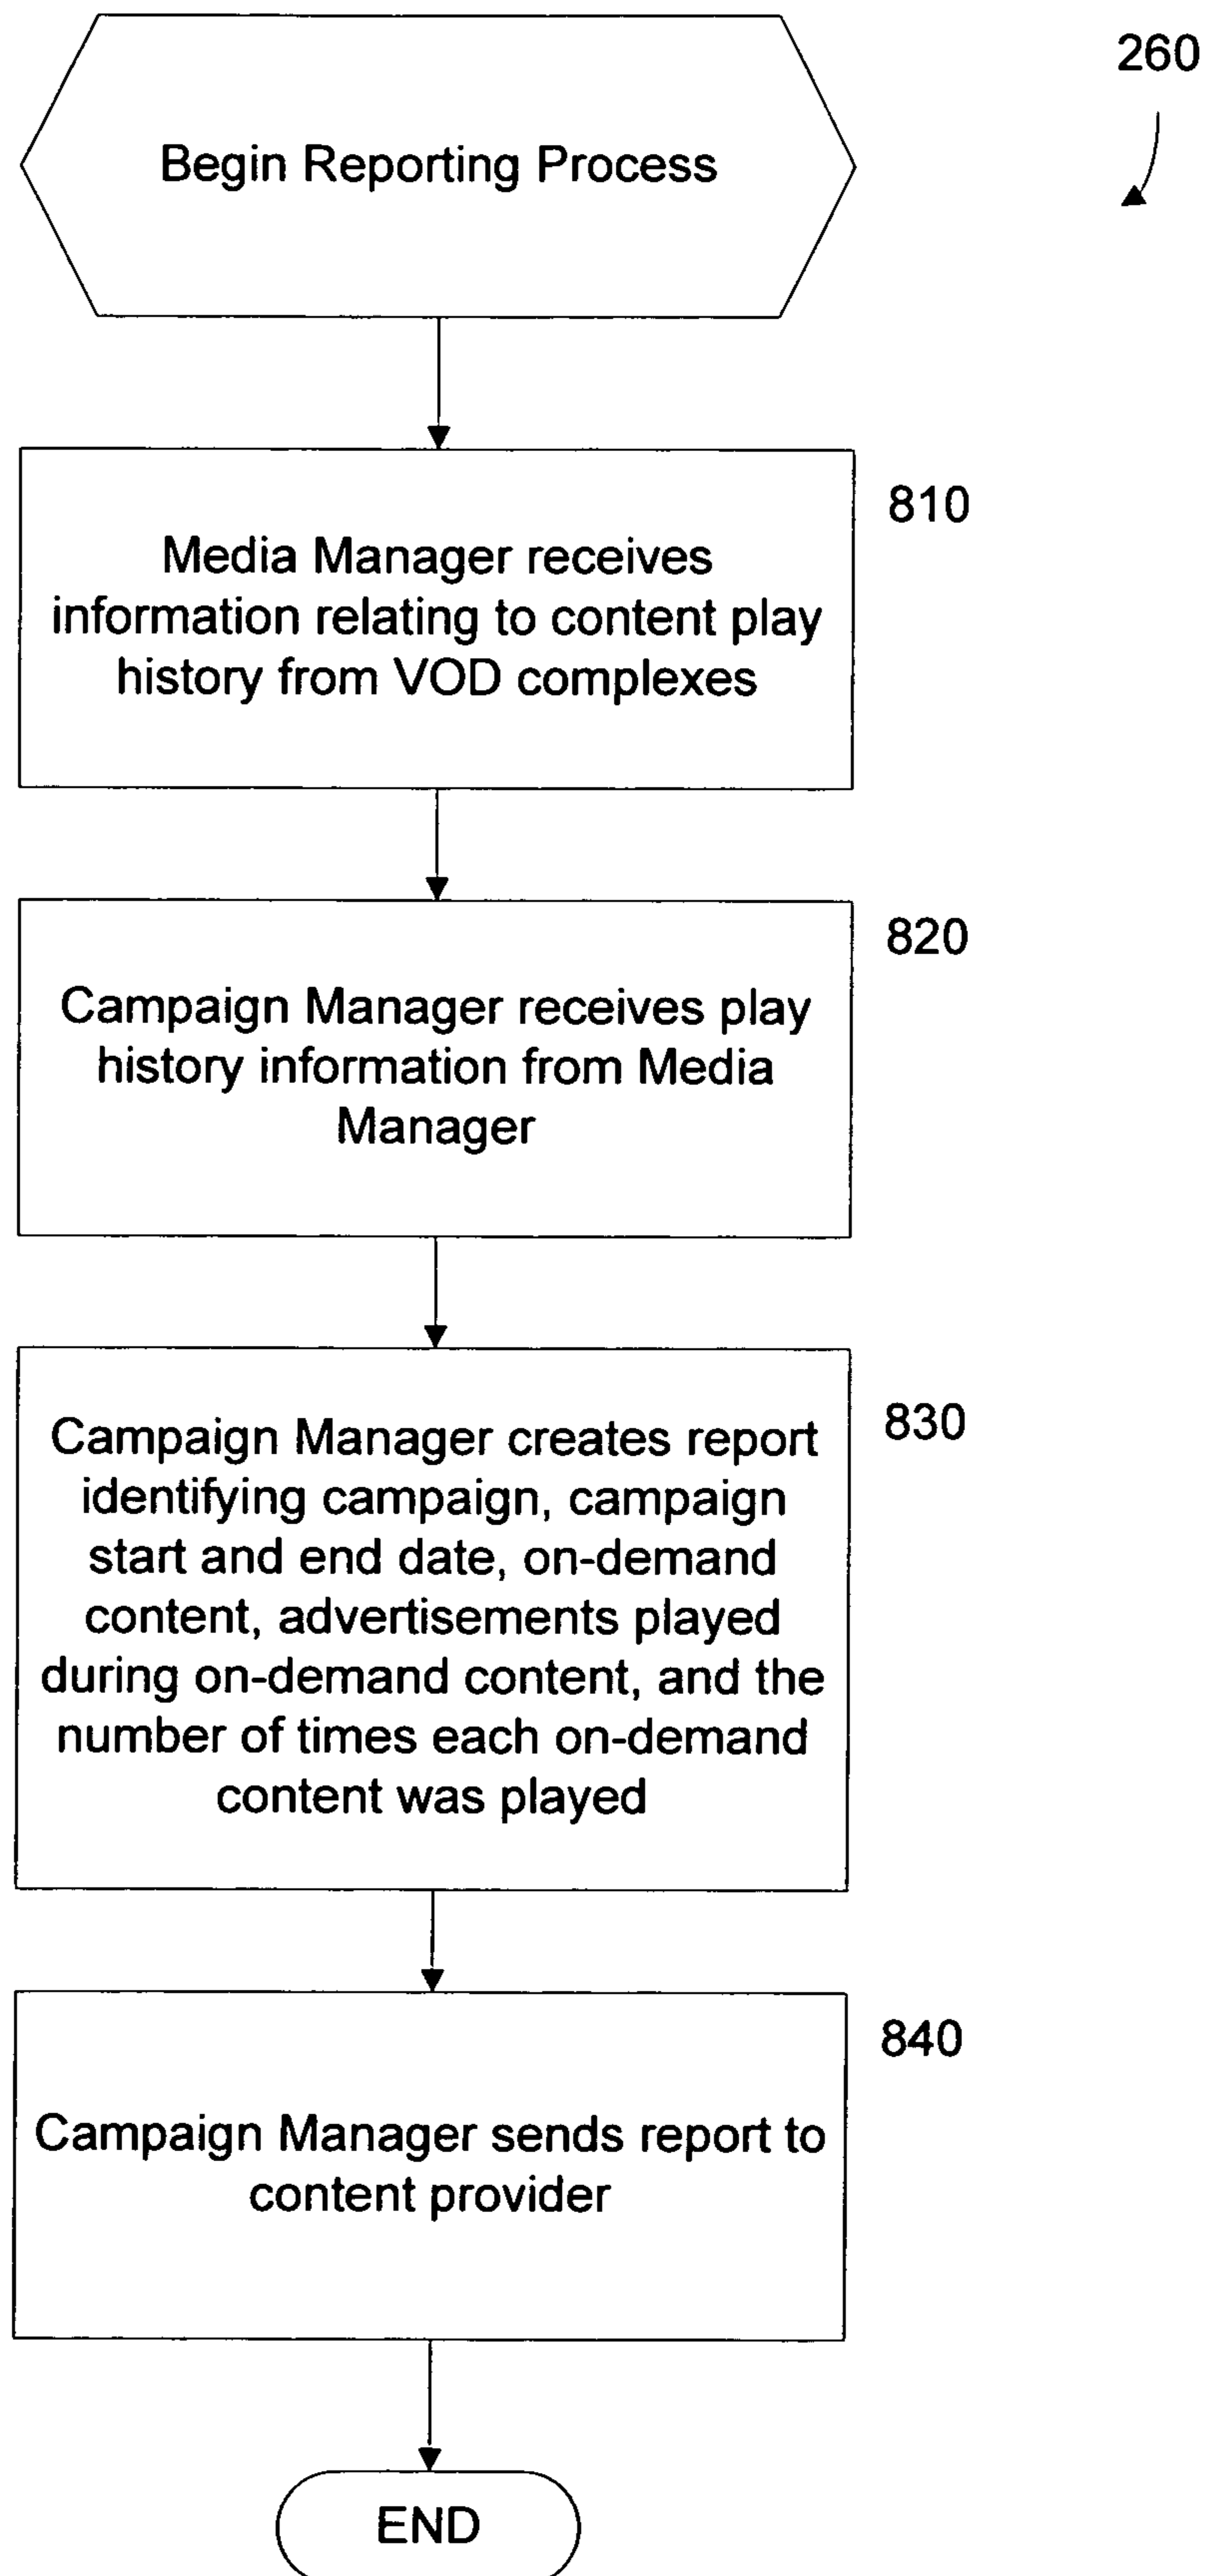 260
Begin Reporting Process
810
Media Manager receives
information relating to content play
history from VOD complexes
820
Campaign Manager receives play
history information from Media
Manager
830
Campaign Manager creates report
identifying campaign, campaign
start and end date, on-demand
content, advertisements played
during on-demand content, and the
number of times each on-demand
content was played
840
Campaign Manager sends report to
content provider
END